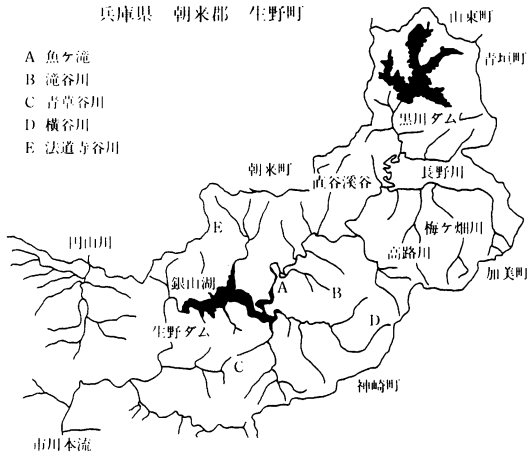 兵庫県　朝来郡　生野町
A 魚ケ滝
B 滝谷川
C 青草谷川
D 横谷川
E 法道寺谷川
山東町
青垣町
黒川ダム
朝来町
直谷渓谷
長野川
E
梅ケ畑川
円山川
高路川
加美町
銀山湖
A
B
生野ダム
D
C
神崎町
市川本流